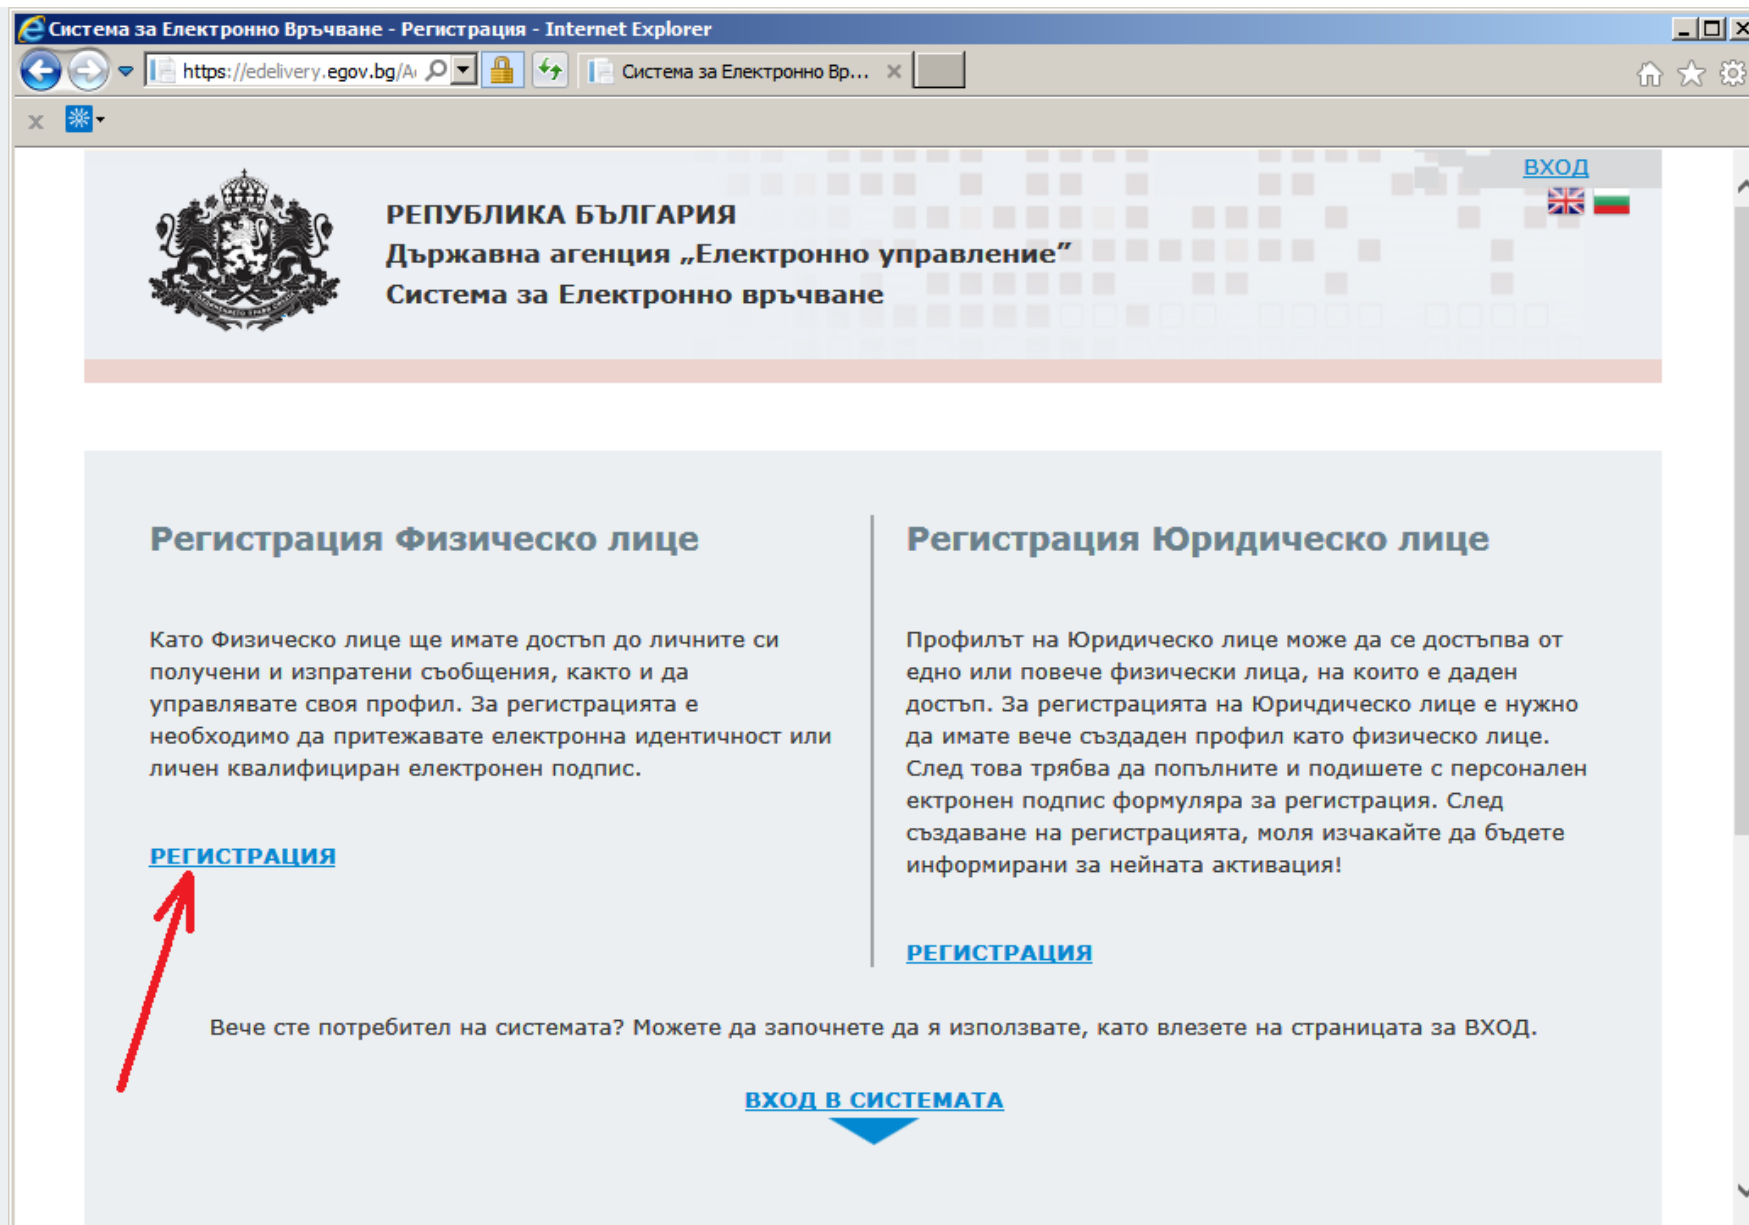 Система за Електронно Връчване - Регистрация - Internet Explorer
https://edelivery.egov.bg/A
Система за Електронно Вр...
ВХОД
РЕПУБЛИКА БЪЛГАРИЯ
Държавна агенция „Електронно управление”
Система за Електронно връчване
Регистрация Физическо лице
Като Физическо лице ще имате достъп до личните си
получени и изпратени съобщения, както и да
управлявате своя профил. За регистрацията е
необходимо да притежавате електронна идентичност или
личен квалифициран електронен подпис.
РЕГИСТРАЦИЯ
Регистрация Юридическо лице
Профилът на Юридическо лице може да се достъпва от
едно или повече физически лица, на които е даден
достъп. За регистрацията на Юричдическо лице е нужно
да имате вече създаден профил като физическо лице.
След това трябва да попълните и подишете с персонален
ектронен подпис формуляра за регистрация. След
създаване на регистрацията, моля изчакайте да бъдете
информирани за нейната активация!
РЕГИСТРАЦИЯ
Вече сте потребител на системата? Можете да започнете да я използвате, като влезете на страницата за ВХОД.
ВХОД В СИСТЕМАТА